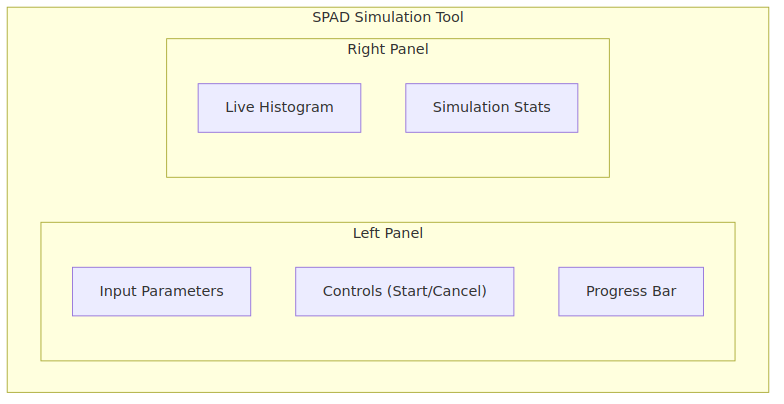 SPAD Simulation Tool
Right Panel
Live Histogram
Simulation Stats
Left Panel
Input Parameters
Controls (Start/Cancel)
Progress Bar